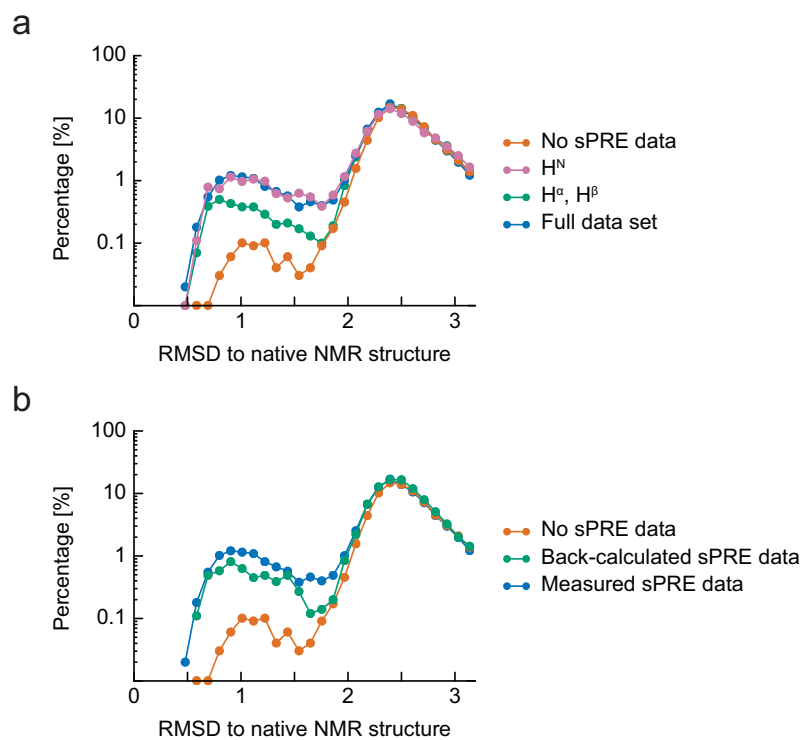 a
100
10
1
0.1
Percentage [%]
0
1
2
3
RMSD to native NMR structure
No sPRE data
Hᴺ
Hᵅ, Hᵝ
Full data set
b
100
10
1
0.1
Percentage [%]
0
1
2
3
RMSD to native NMR structure
No sPRE data
Back-calculated sPRE data
Measured sPRE data